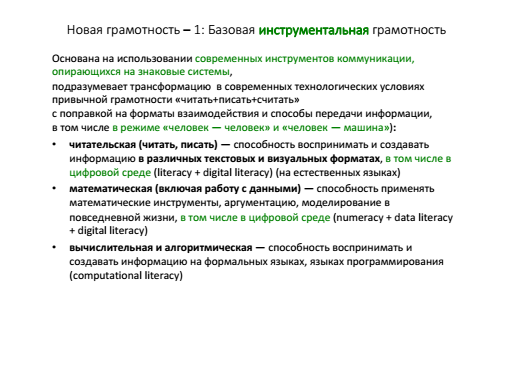 Новая грамотность – 1: Базовая инструментальная грамотность
Основана на использовании современных инструментов коммуникации,
опирающихся на знаковые системы,
подразумевает трансформацию в современных технологических условиях
привычной грамотности «читать+писать+считать»
с поправкой на форматы взаимодействия и способы передачи информации,
в том числе в режиме «человек — человек» и «человек — машина»):
• читательская (читать, писать) — способность воспринимать и создавать
информацию в различных текстовых и визуальных форматах, в том числе в
цифровой среде (literacy + digital literacy) (на естественных языках)
• математическая (включая работу с данными) — способность применять
математические инструменты, аргументацию, моделирование в
повседневной жизни, в том числе в цифровой среде (numeracy + data literacy
+ digital literacy)
• вычислительная и алгоритмическая — способность воспринимать и
создавать информацию на формальных языках, языках программирования
(computational literacy)